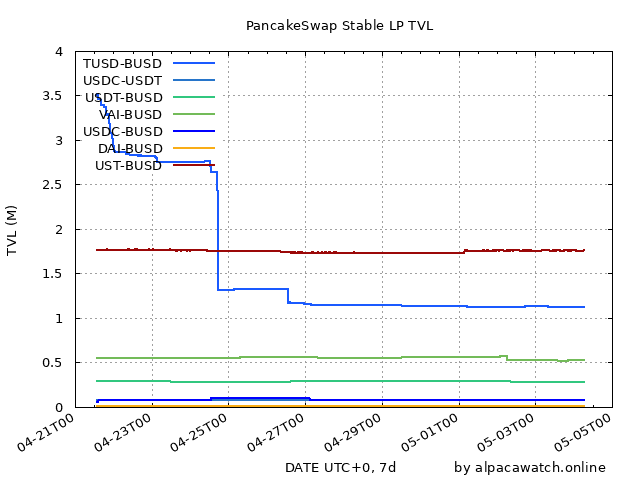 PancakeSwap Stable LP TVL
TVL (M)
4
3.5
3
2.5
2
1.5
1
0.5
0
TUSD-BUSD
USDC-USDT
USDT-BUSD
VAI-BUSD
USDC-BUSD
DAI-BUSD
UST-BUSD
04-21T00
04-23T00
04-25T00
04-27T00
04-29T00
05-01T00
05-03T00
05-05T00
DATE UTC+0, 7d
by alpacawatch.online